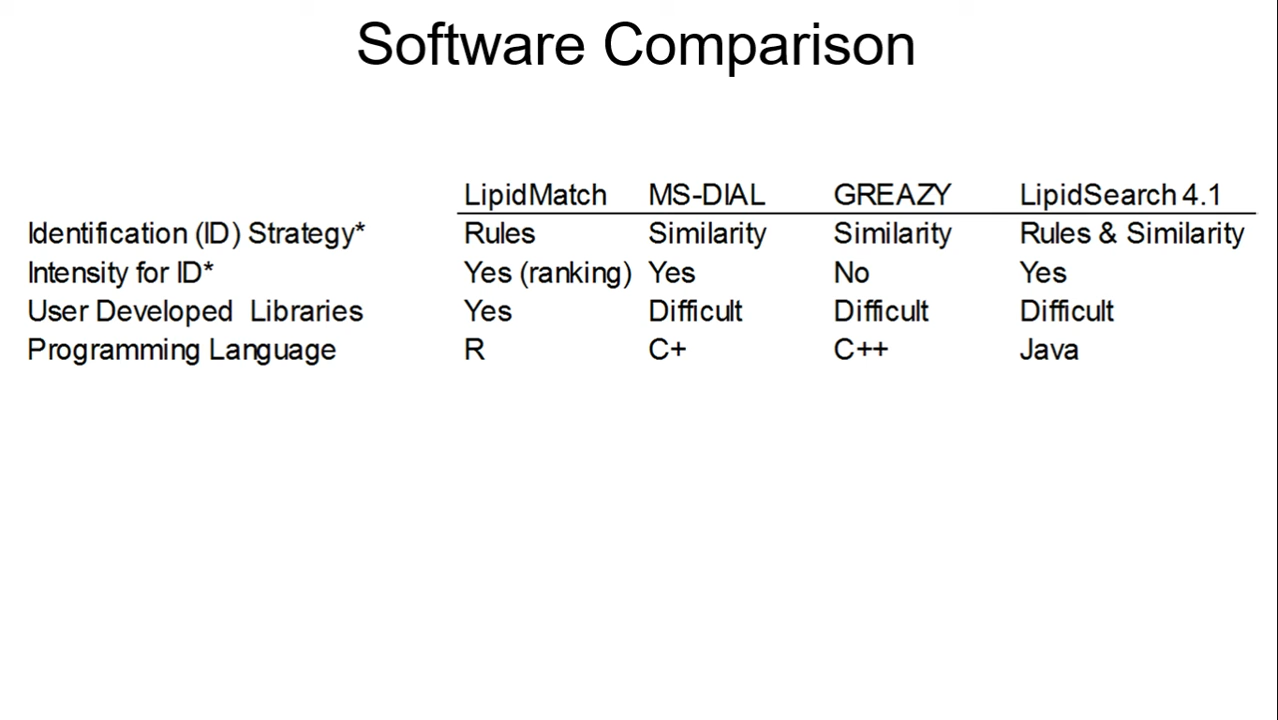 Software Comparison
LipidMatch MS-DIAL GREAZY LipidSearch 4.1
Identification (ID) Strategy* Rules Similarity Similarity Rules & Similarity
Intensity for ID* Yes (ranking) Yes No Yes
User Developed Libraries Yes Difficult Difficult Difficult
Programming Language R C+ C++ Java